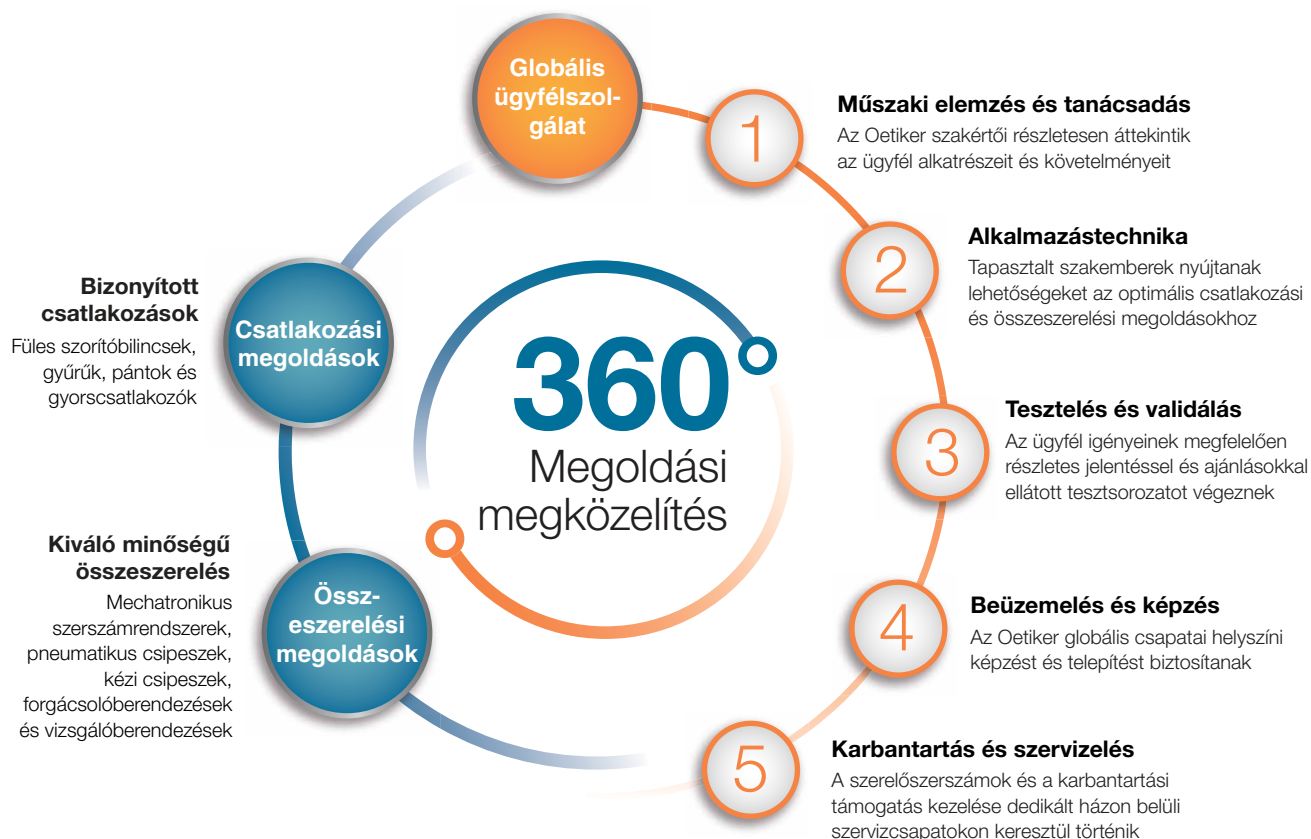 Globális
ügyfélszol-
gálat
1
Műszaki elemzés és tanácsadás
Az Oetiker szakértői részletesen áttekintik
az ügyfél alkatrészeit és követelményeit
2
Alkalmazástechnika
Tapasztalt szakemberek nyújtanak
lehetőségeket az optimális csatlakozási
és összeszerelési megoldásokhoz
3
Tesztelés és validálás
Az ügyfél igényeinek megfelelően
részletes jelentéssel és ajánlásokkal
ellátott tesztsorozatot végeznek
4
Beüzemelés és képzés
Az Oetiker globális csapatai helyszíni
képzést és telepítést biztosítanak
5
Karbantartás és szervizelés
A szerelőszerszámok és a karbantartási
támogatás kezelése dedikált házon belüli
szervizcsapatokon keresztül történik
Bizonyított
csatlakozások
Füles szorítóbilincsek,
gyűrűk, pántok és
gyorscsatlakozók
Csatlakozási
megoldások
360
Megoldási
megközelítés
Kiváló minőségű
összeszerelés
Mechatronikus
szerszámrendszerek,
pneumatikus csipeszek,
kézi csipeszek,
forgácsolóberendezések
és vizsgálóberendezések
Össz-
eszerelési
megoldások